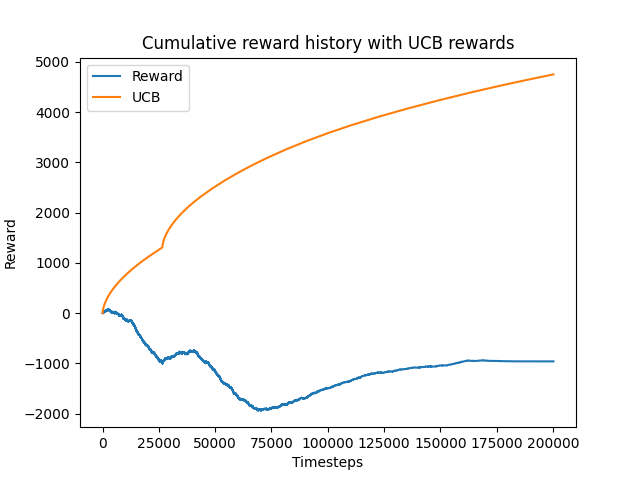 Cumulative reward history with UCB rewards
Reward
UCB
5000
4000
3000
2000
1000
0
−1000
−2000
Reward
0 25000 50000 75000 100000 125000 150000 175000 200000
Timesteps